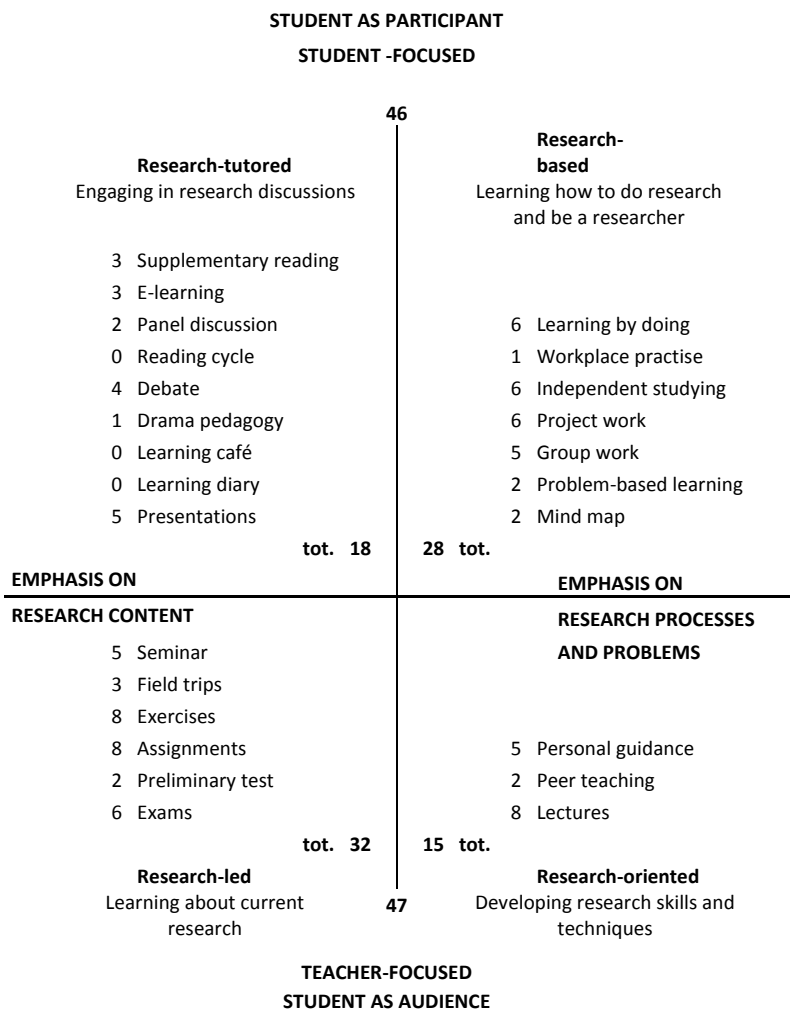 STUDENT AS PARTICIPANT
STUDENT -FOCUSED
46
Research-tutored
Engaging in research discussions
3 Supplementary reading
3 E-learning
2 Panel discussion
0 Reading cycle
4 Debate
1 Drama pedagogy
0 Learning café
0 Learning diary
5 Presentations
tot. 18
Research-
based
Learning how to do research
and be a researcher
6 Learning by doing
1 Workplace practise
6 Independent studying
6 Project work
5 Group work
2 Problem-based learning
2 Mind map
28 tot.
EMPHASIS ON
RESEARCH CONTENT
EMPHASIS ON
RESEARCH PROCESSES
AND PROBLEMS
5 Seminar
3 Field trips
8 Exercises
8 Assignments
2 Preliminary test
6 Exams
tot. 32
Research-led
Learning about current
research
5 Personal guidance
2 Peer teaching
8 Lectures
15 tot.
Research-oriented
Developing research skills and
techniques
47
TEACHER-FOCUSED
STUDENT AS AUDIENCE